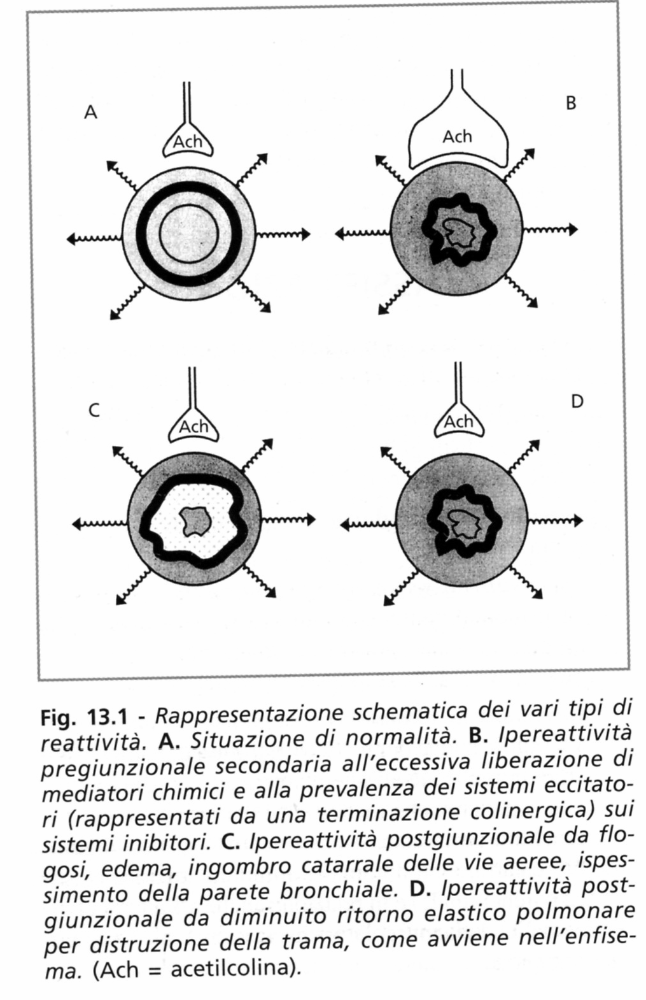 A
B
Ach
Ach
C
D
Ach
Ach
Fig. 13.1 - Rappresentazione schematica dei vari tipi di
reattività. A. Situazione di normalità. B. Ipereattività
pregiunzionale secondaria all'eccessiva liberazione di
mediatori chimici e alla prevalenza dei sistemi eccitato-
ri (rappresentati da una terminazione colinergica) sui
sistemi inibitori. C. Ipereattività postgiunzionale da flo-
gosi, edema, ingombro catarrale delle vie aeree, ispes-
simento della parete bronchiale. D. Ipereattività post-
giunzionale da diminuito ritorno elastico polmonare
per distruzione della trama, come avviene nell'enfise-
ma. (Ach = acetilcolina).